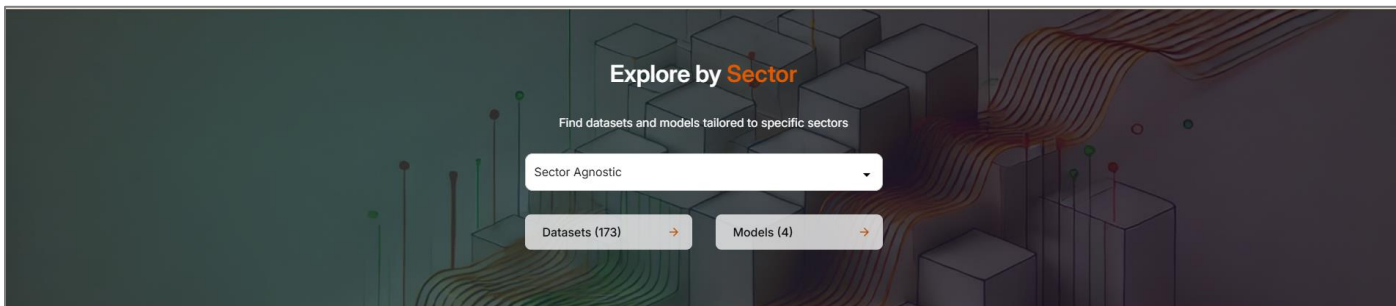 Explore by Sector
Find datasets and models tailored to specific sectors
Sector Agnostic
Datasets (173) →
Models (4) →